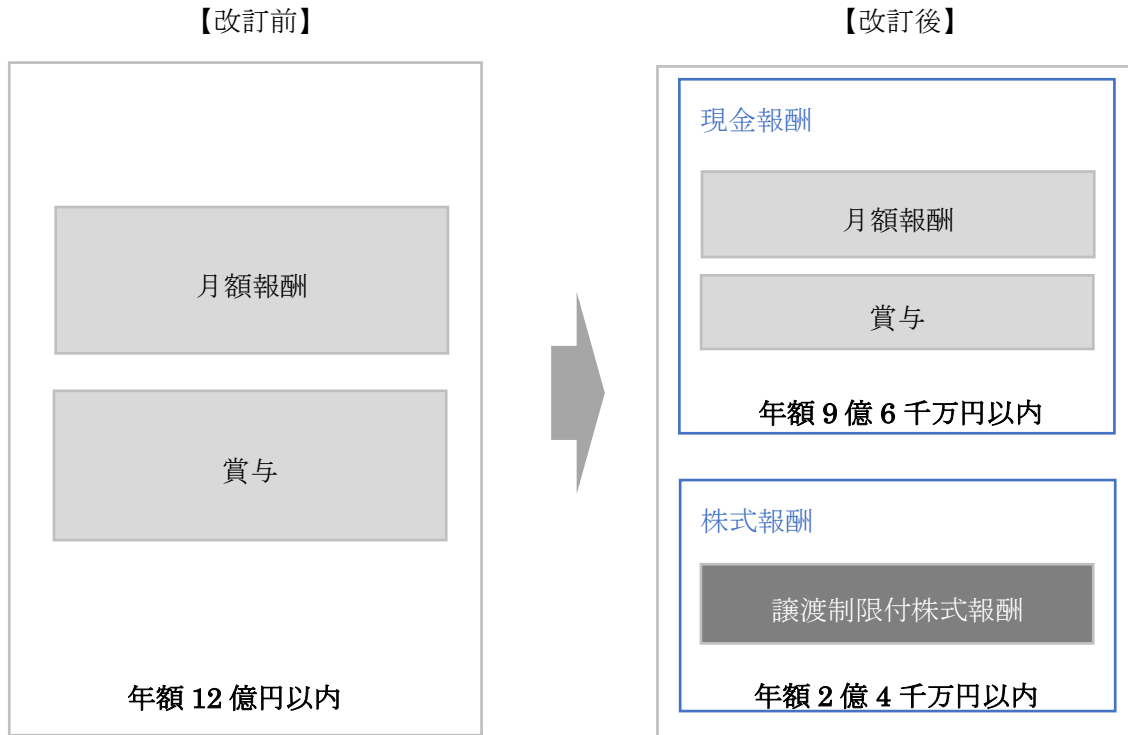 【改訂前】
月額報酬
賞与
年額 12 億円以内
【改訂後】
現金報酬
月額報酬
賞与
年額 9 億 6 千万円以内
株式報酬
譲渡制限付株式報酬
年額 2 億 4 千万円以内